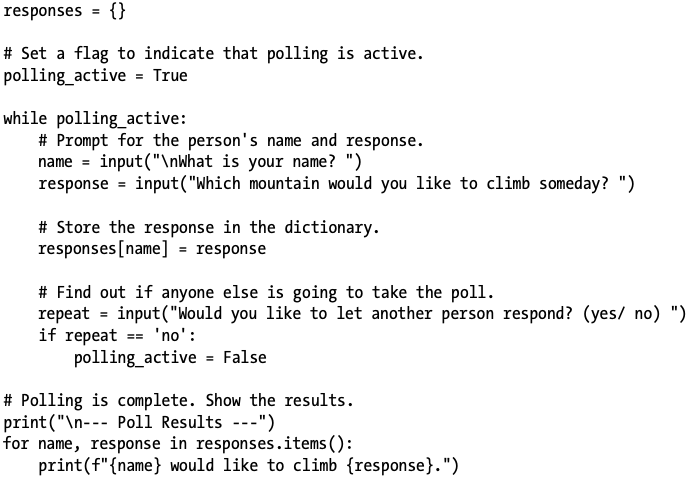 responses = {}

# Set a flag to indicate that polling is active.
polling_active = True

while polling_active:
    # Prompt for the person's name and response.
    name = input("\nWhat is your name? ")
    response = input("Which mountain would you like to climb someday? ")

    # Store the response in the dictionary.
    responses[name] = response

    # Find out if anyone else is going to take the poll.
    repeat = input("Would you like to let another person respond? (yes/ no) ")
    if repeat == 'no':
        polling_active = False

# Polling is complete. Show the results.
print("\n--- Poll Results ---")
for name, response in responses.items():
    print(f"{name} would like to climb {response}.")